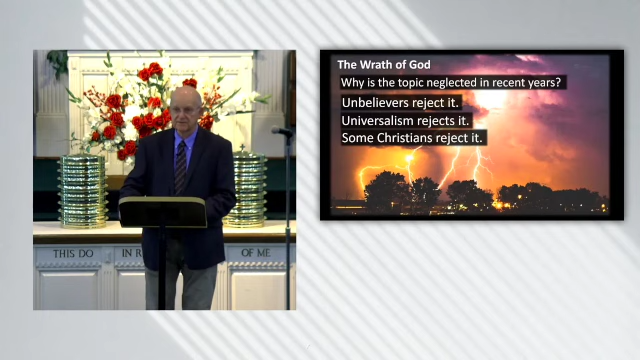 The Wrath of God
Why is the topic neglected in recent years?
Unbelievers reject it.
Universalism rejects it.
Some Christians reject it.
THIS DO IN R OF ME